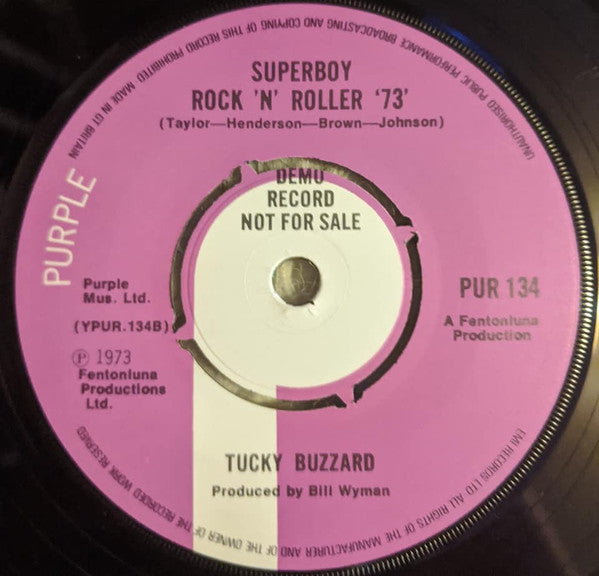 EMI RECORDS LTD ALL RIGHTS OF THE MANUFACTURER AND OF THE OWNER OF THE RECORDED WORK RESERVED
UNAUTHORISED PUBLIC PERFORMANCE BROADCASTING AND COPYING OF THIS RECORD PROHIBITED MADE IN GT BRITAIN
SUPERBOY
ROCK 'N' ROLLER '73'
(Taylor—Henderson—Brown—Johnson)
DEMO
RECORD
NOT FOR SALE
PURPLE
Purple
Mus. Ltd.
(YPUR.134B)
℗ 1973
Fentonluna
Productions
Ltd.
PUR 134
A Fentonluna
Production
TUCKY BUZZARD
Produced by Bill Wyman